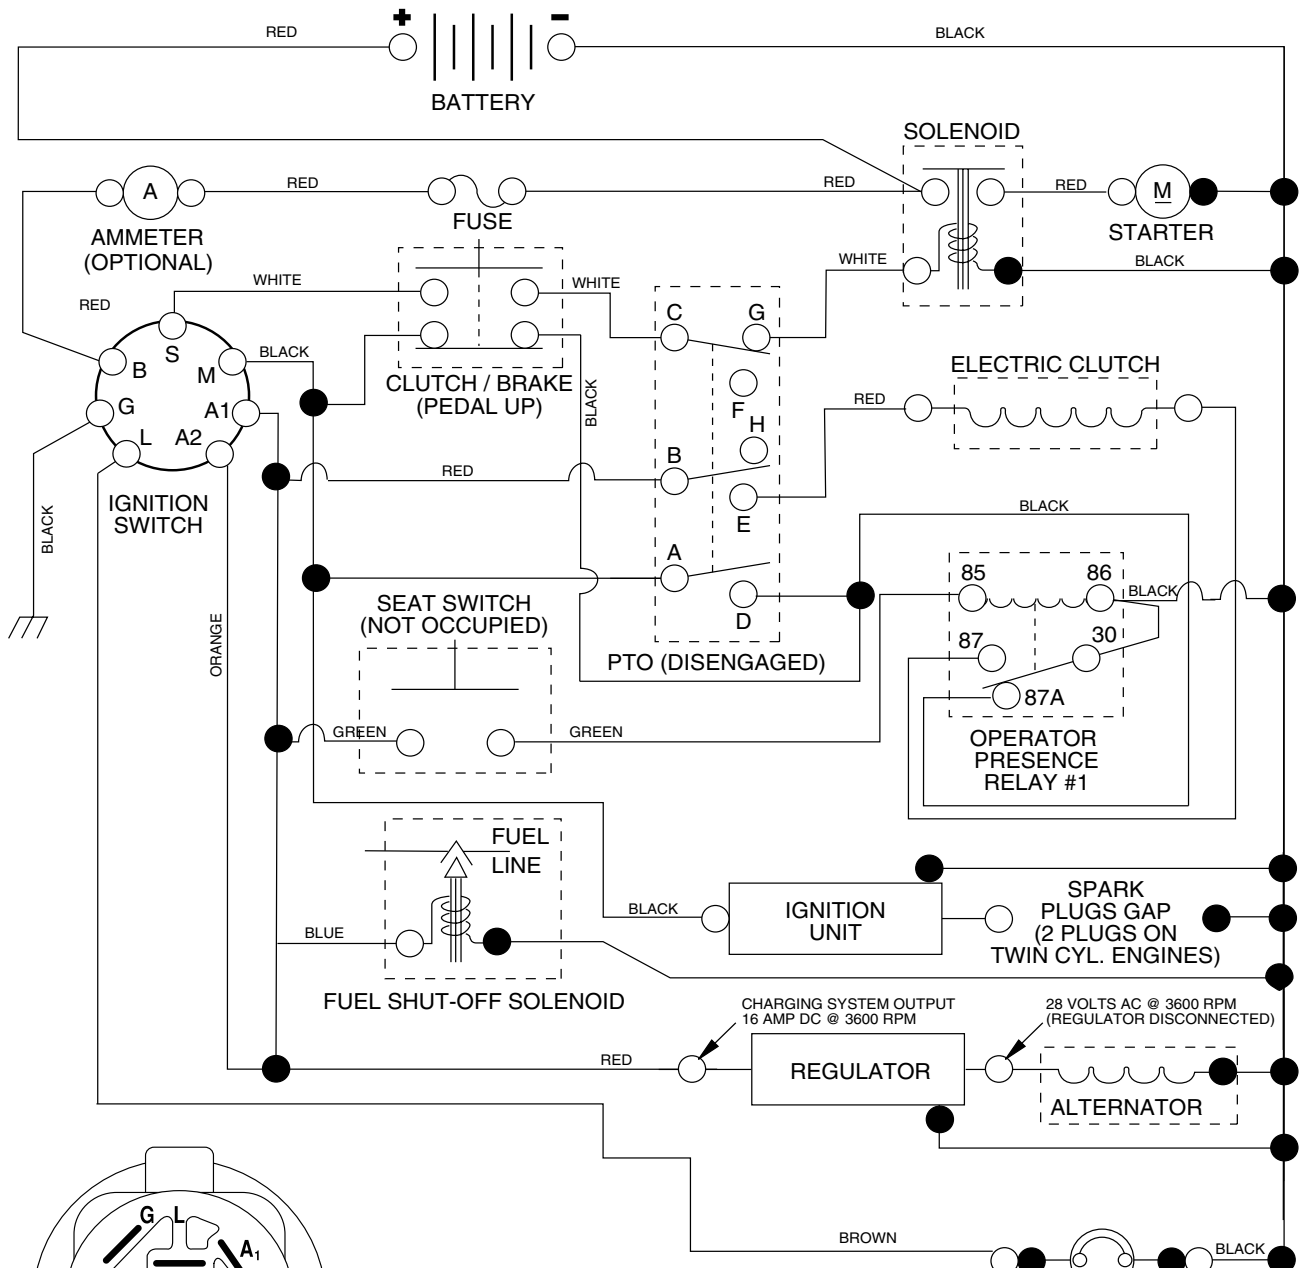 +
-
RED
BLACK
BATTERY
SOLENOID
A
RED
RED
RED
M
FUSE
STARTER
AMMETER
(OPTIONAL)
WHITE
BLACK
WHITE
WHITE
RED
C
G
S
B
M
BLACK
ELECTRIC CLUTCH
CLUTCH / BRAKE
(PEDAL UP)
BLACK
F
RED
G
A1
H
L
A2
B
RED
IGNITION
SWITCH
E
BLACK
BLACK
A
85
86
BLACK
SEAT SWITCH
(NOT OCCUPIED)
D
ORANGE
87
30
PTO (DISENGAGED)
87A
GREEN
GREEN
OPERATOR
PRESENCE
RELAY #1
FUEL
LINE
SPARK
PLUGS GAP
(2 PLUGS ON
TWIN CYL. ENGINES)
BLACK
IGNITION
UNIT
BLUE
FUEL SHUT-OFF SOLENOID
CHARGING SYSTEM OUTPUT
16 AMP DC @ 3600 RPM
28 VOLTS AC @ 3600 RPM
(REGULATOR DISCONNECTED)
RED
REGULATOR
ALTERNATOR
G
L
A1
BROWN
BLACK